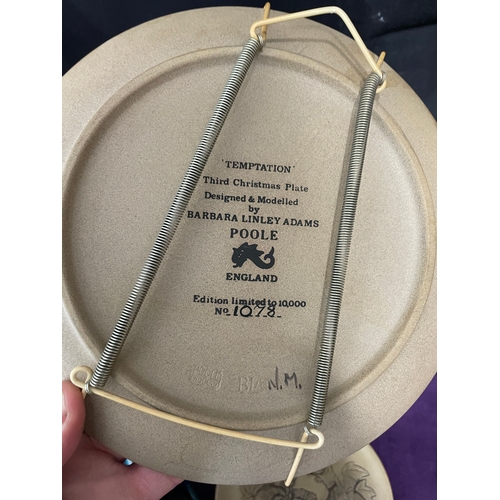 'TEMPTATION'
Third Christmas Plate
Designed & Modelled
by
BARBARA LINLEY ADAMS
POOLE
ENGLAND
Edition limited to 10,000
No 1078
N.M.